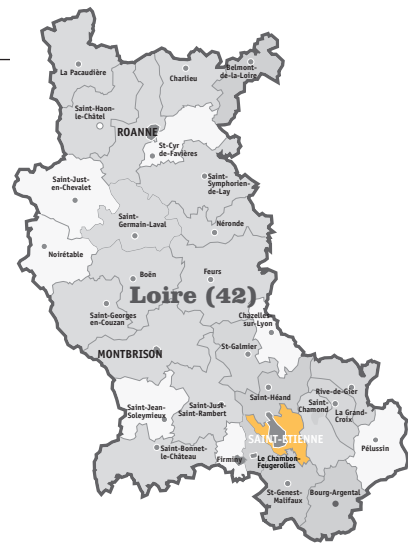 La Pacaudière
Charlieu
Belmont-
de-la-Loire
Saint-Haon-
le-Châtel
ROANNE
St-Cyr
de-Favières
Saint-Just-
en-Chevalet
Saint-
Symphorien-
de-Lay
Saint-
Germain-Laval
Néronde
Noirétable
Boën
Feurs
Loire (42)
Saint-Georges
en-Couzan
Chazelles-
sur-Lyon
St-Galmier
MONTBRISON
Saint-Jean-
Soleymieux
Saint-Just-
Saint-Rambert
Saint-Héand
Rive-de-Gier
Saint-
Chamond
La Grand-
Croix
SAINT-ETIENNE
Pélussin
Saint-Bonnet-
le-Château
Firminy
Le Chambon-
Feugerolles
St-Genest-
Malifaux
Bourg-Argental